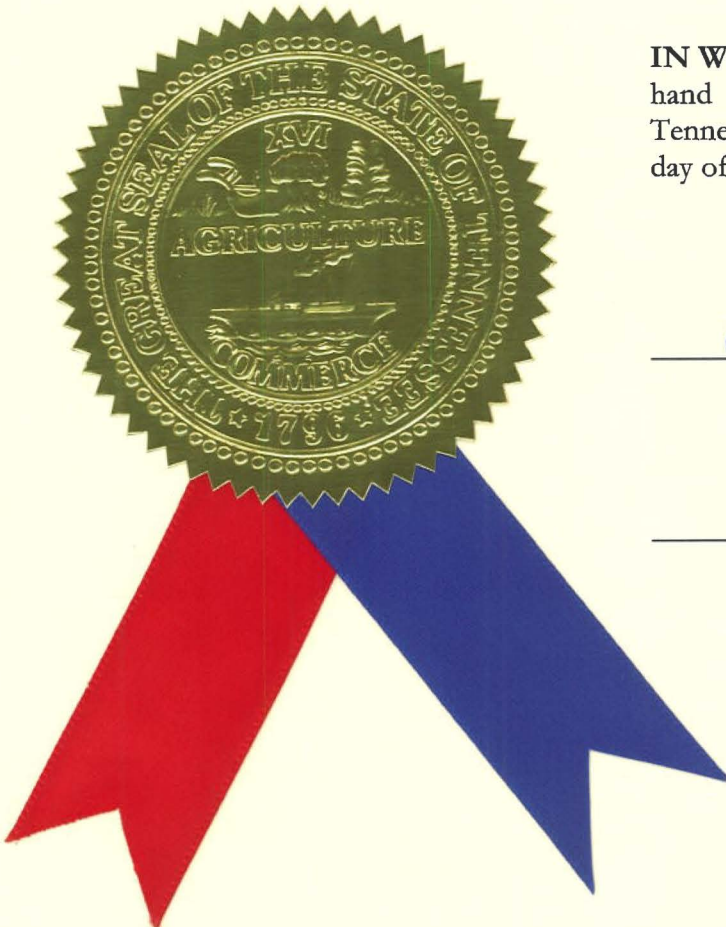 THE GREAT SEAL OF THE STATE OF TENNESSEE
XVI
AGRICULTURE
COMMERCE
1796
IN W
hand
Tenne
day of